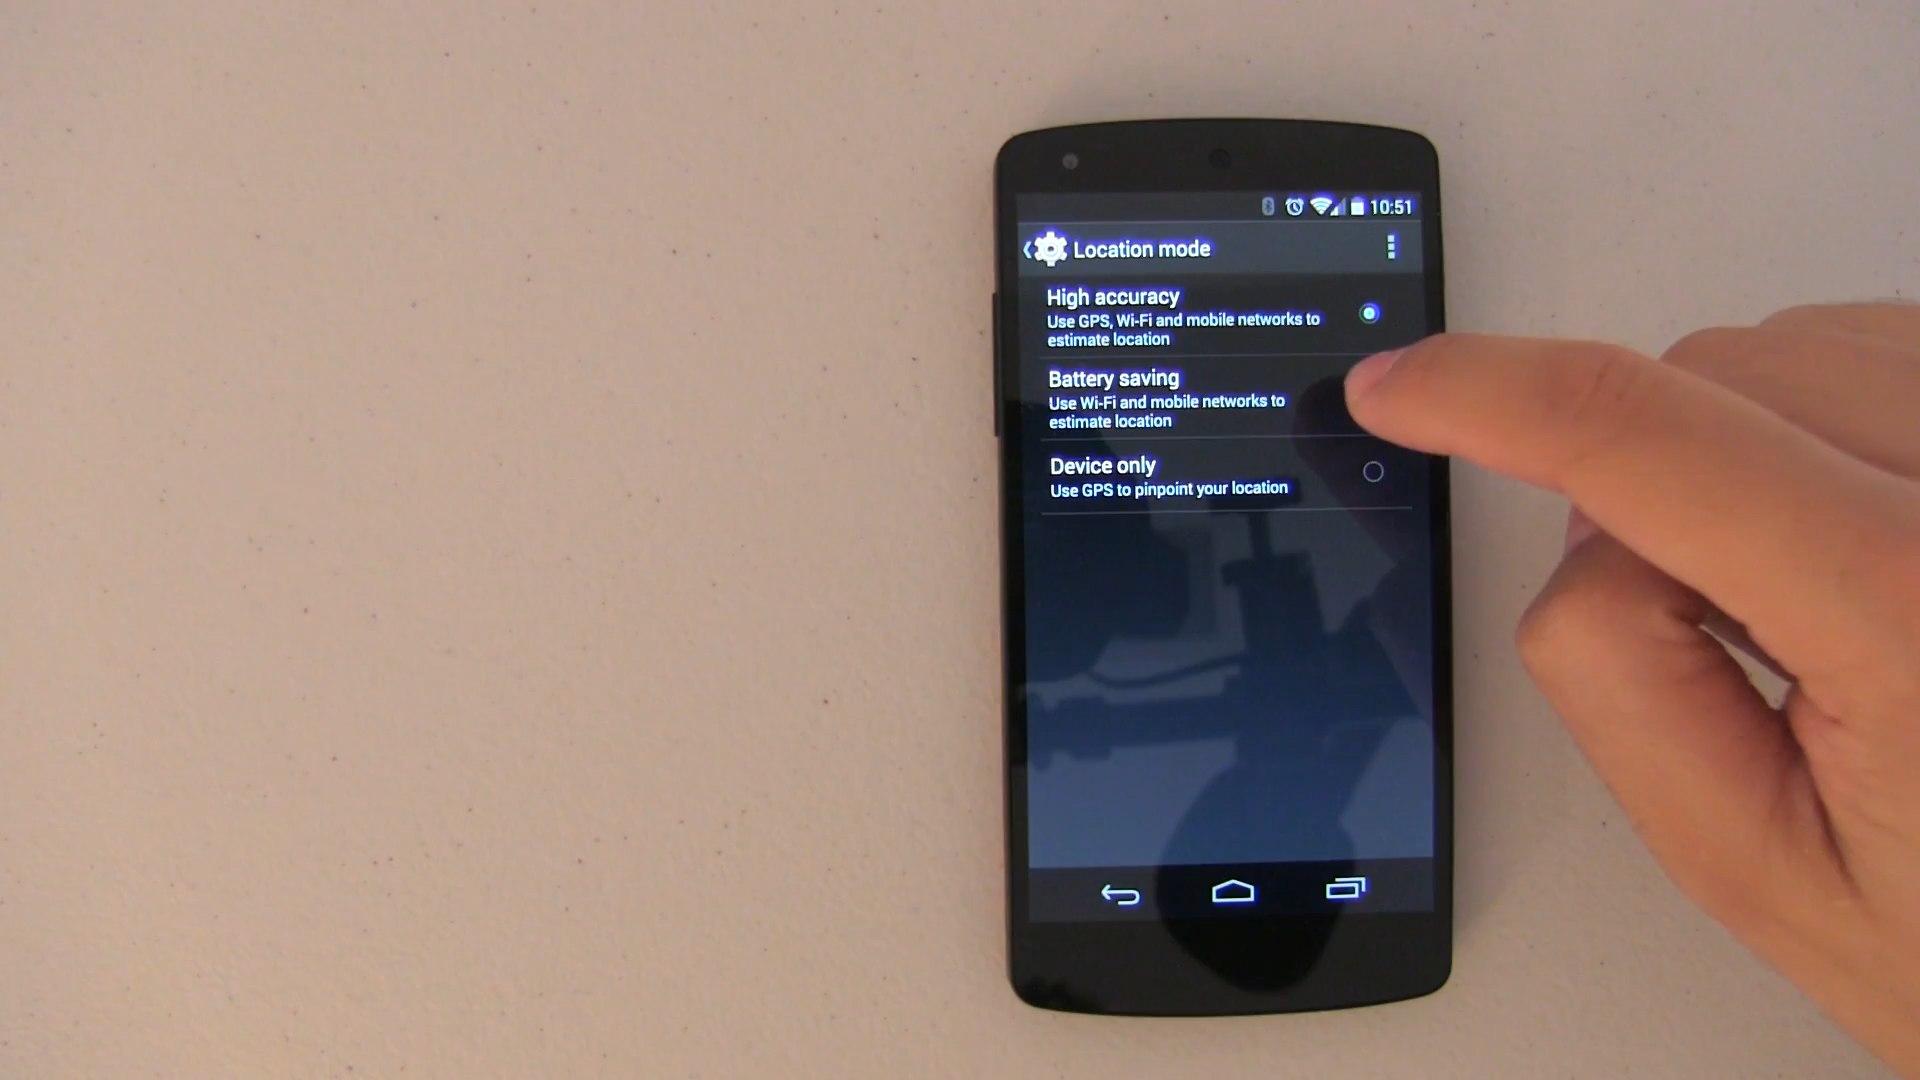 10:51
Location mode
High accuracy
Use GPS, Wi-Fi and mobile networks to
estimate location
Battery saving
Use Wi-Fi and mobile networks to
estimate location
Device only
Use GPS to pinpoint your location